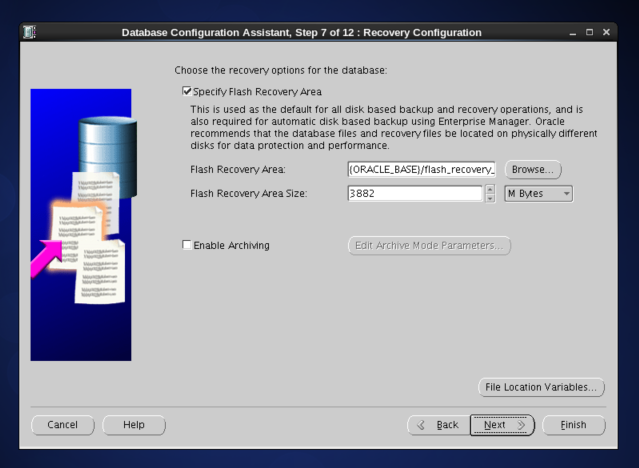 Database Configuration Assistant, Step 7 of 12 : Recovery Configuration
Choose the recovery options for the database:
Specify Flash Recovery Area
This is used as the default for all disk based backup and recovery operations, and is
also required for automatic disk based backup using Enterprise Manager. Oracle
recommends that the database files and recovery files be located on physically different
disks for data protection and performance.
Flash Recovery Area: {ORACLE_BASE}/flash_recovery_ Browse...
Flash Recovery Area Size: 3882 M Bytes
Enable Archiving Edit Archive Mode Parameters...
File Location Variables...
Cancel Help Back Next Finish